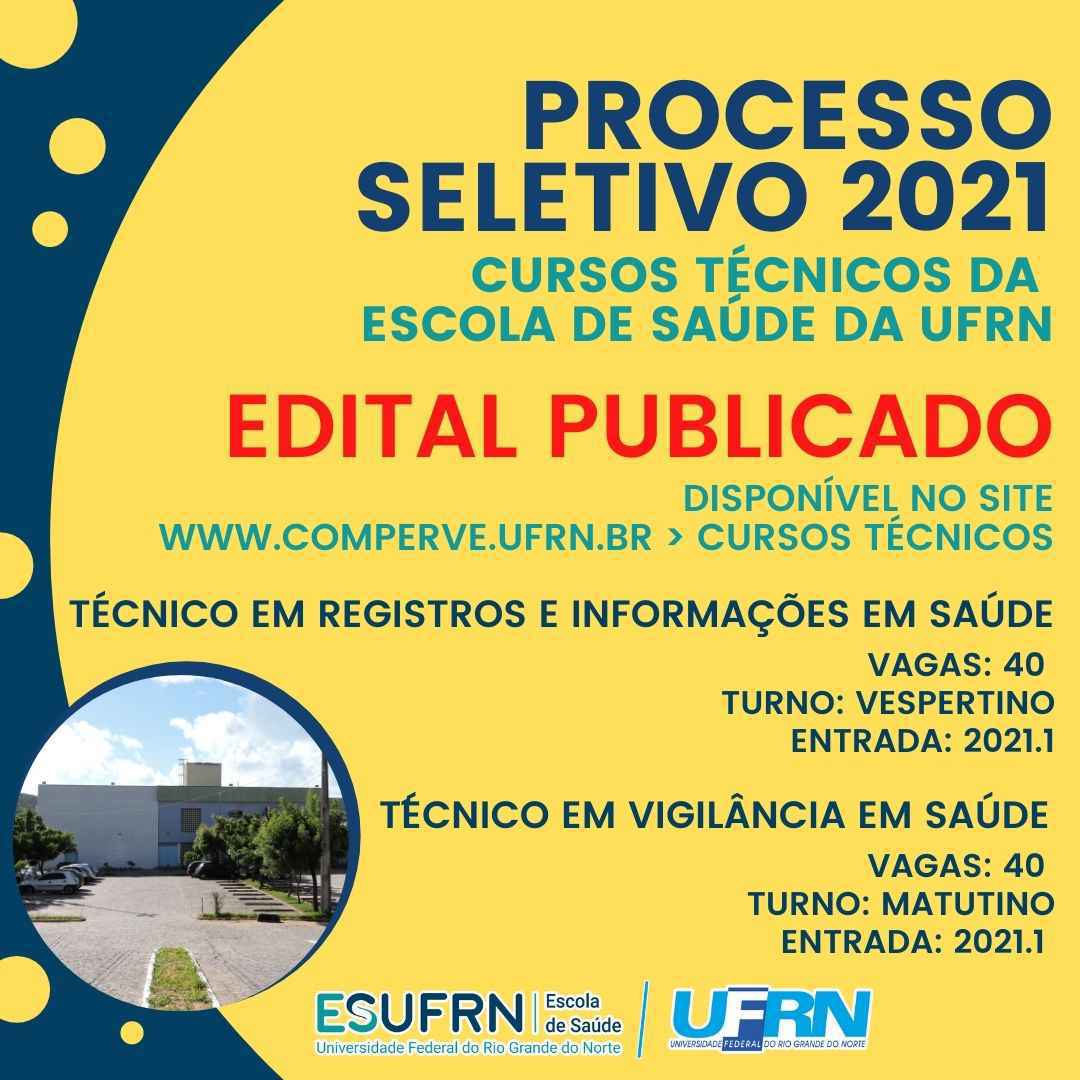 PROCESSO
SELETIVO 2021
CURSOS TÉCNICOS DA
ESCOLA DE SAÚDE DA UFRN
EDITAL PUBLICADO
DISPONÍVEL NO SITE
WWW.COMPERVE.UFRN.BR > CURSOS TÉCNICOS
TÉCNICO EM REGISTROS E INFORMAÇÕES EM SAÚDE
VAGAS: 40
TURNO: VESPERTINO
ENTRADA: 2021.1
TÉCNICO EM VIGILÂNCIA EM SAÚDE
VAGAS: 40
TURNO: MATUTINO
ENTRADA: 2021.1
ESUFRN
Escola
de Saúde
Universidade Federal do Rio Grande do Norte
UFRN
UNIVERSIDADE FEDERAL DO RIO GRANDE DO NORTE